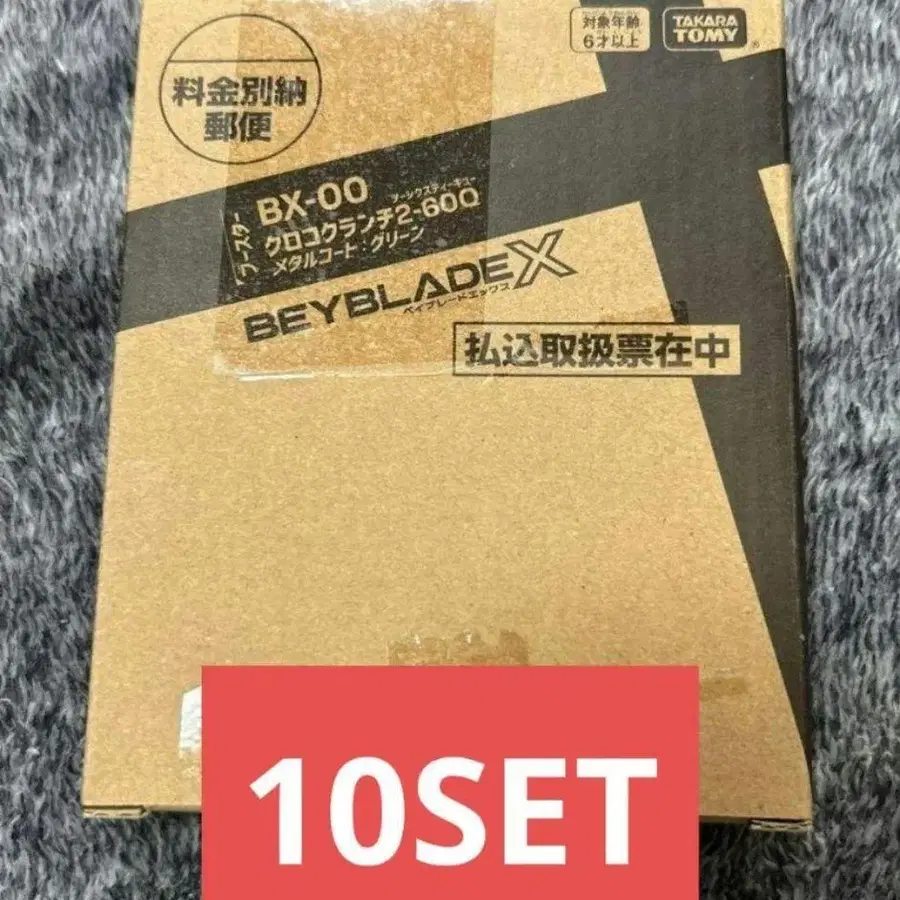 対象年齢
6才以上
TAKARA
TOMY
料金別納
郵便
ブースター
BX-00
ツーシックスティーキュー
クロコクランチ2-60Q
メタルコート：グリーン
BEYBLADE X
ベイブレードエックス
払込取扱票在中
10SET